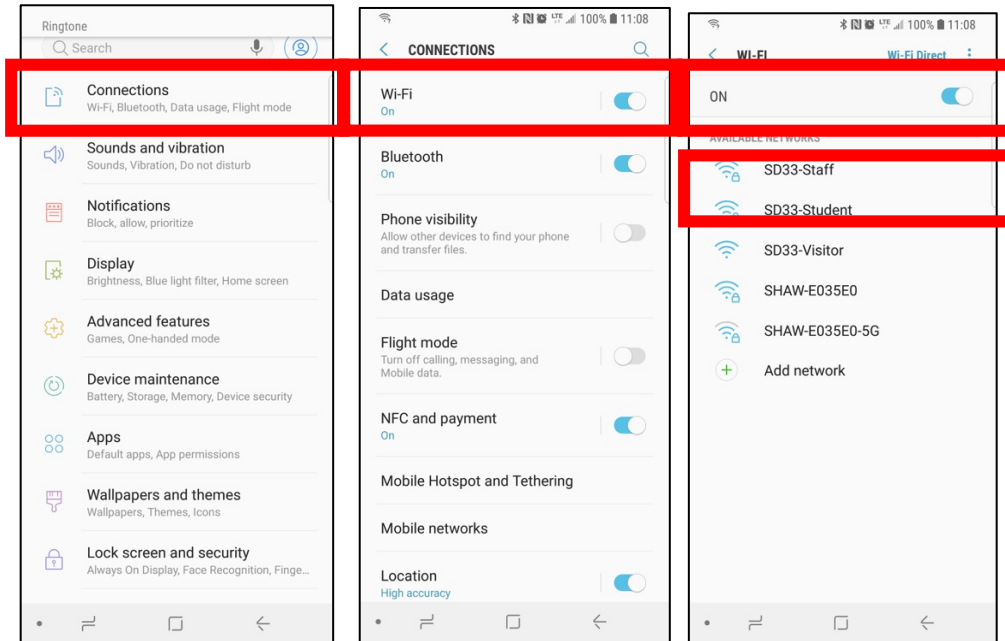 Ringtone
Search
Connections
Wi-Fi, Bluetooth, Data usage, Flight mode
Sounds and vibration
Sounds, Vibration, Do not disturb
Notifications
Block, allow, prioritize
Display
Brightness, Blue light filter, Home screen
Advanced features
Games, One-handed mode
Device maintenance
Battery, Storage, Memory, Device security
Apps
Default apps, App permissions
Wallpapers and themes
Wallpapers, Themes, Icons
Lock screen and security
Always On Display, Face Recognition, Finge...
LTE 100% 11:08
CONNECTIONS
Wi-Fi
On
Bluetooth
On
Phone visibility
Allow other devices to find your phone
and transfer files.
Data usage
Flight mode
Turn off calling, messaging, and
Mobile data.
NFC and payment
On
Mobile Hotspot and Tethering
Mobile networks
Location
High accuracy
LTE 100% 11:08
WI-FI Wi-Fi Direct
ON
AVAILABLE NETWORKS
SD33-Staff
SD33-Student
SD33-Visitor
SHAW-E035E0
SHAW-E035E0-5G
Add network